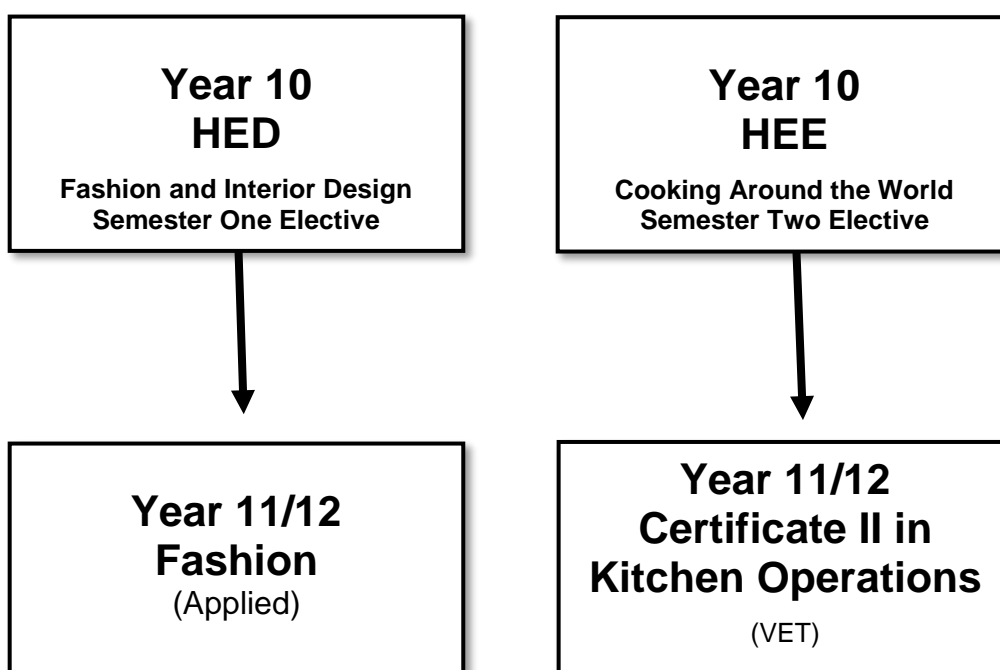 Year 10
HED
Fashion and Interior Design
Semester One Elective
Year 10
HEE
Cooking Around the World
Semester Two Elective
Year 11/12
Fashion
(Applied)
Year 11/12
Certificate II in
Kitchen Operations
(VET)